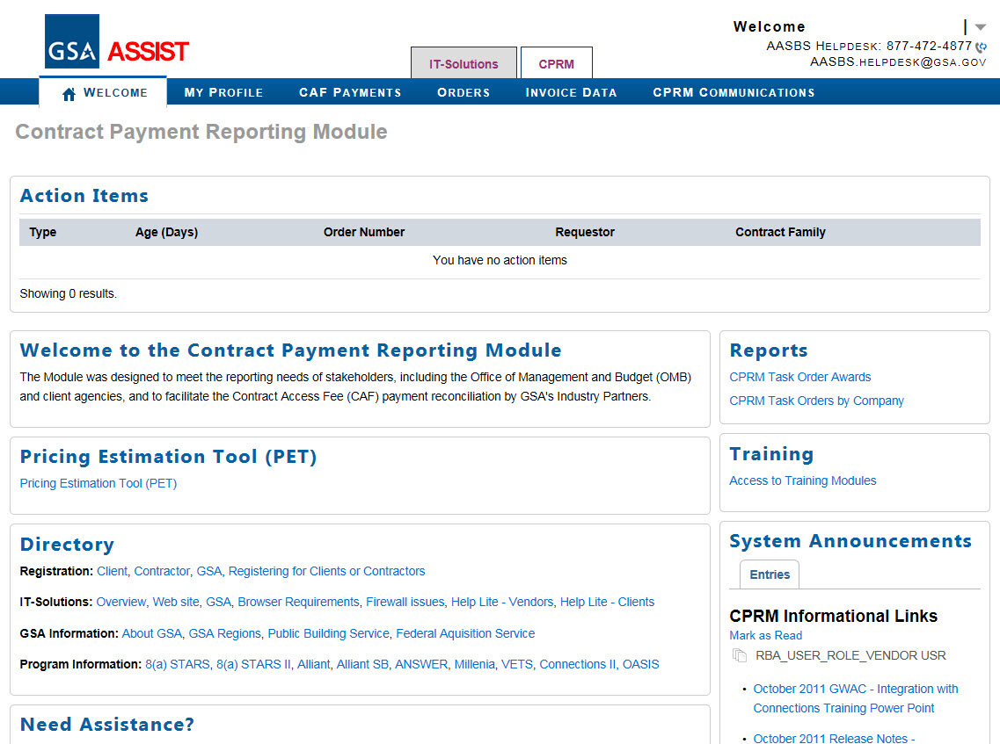 GSA ASSIST
Welcome |
AASBS HELPDESK: 877-472-4877
AASBS.HELPDESK@GSA.GOV
IT-Solutions CPRM
WELCOME MY PROFILE CAF PAYMENTS ORDERS INVOICE DATA CPRM COMMUNICATIONS
Contract Payment Reporting Module
Action Items
Type Age (Days) Order Number Requestor Contract Family
You have no action items
Showing 0 results.
Welcome to the Contract Payment Reporting Module
The Module was designed to meet the reporting needs of stakeholders, including the Office of Management and Budget (OMB)
and client agencies, and to facilitate the Contract Access Fee (CAF) payment reconciliation by GSA's Industry Partners.
Pricing Estimation Tool (PET)
Pricing Estimation Tool (PET)
Directory
Registration: Client, Contractor, GSA, Registering for Clients or Contractors
IT-Solutions: Overview, Web site, GSA, Browser Requirements, Firewall issues, Help Lite - Vendors, Help Lite - Clients
GSA Information: About GSA, GSA Regions, Public Building Service, Federal Aquisition Service
Program Information: 8(a) STARS, 8(a) STARS II, Alliant, Alliant SB, ANSWER, Millenia, VETS, Connections II, OASIS
Need Assistance?
Reports
CPRM Task Order Awards
CPRM Task Orders by Company
Training
Access to Training Modules
System Announcements
Entries
CPRM Informational Links
Mark as Read
RBA_USER_ROLE_VENDOR USR
• October 2011 GWAC - Integration with
Connections Training Power Point
• October 2011 Release Notes -